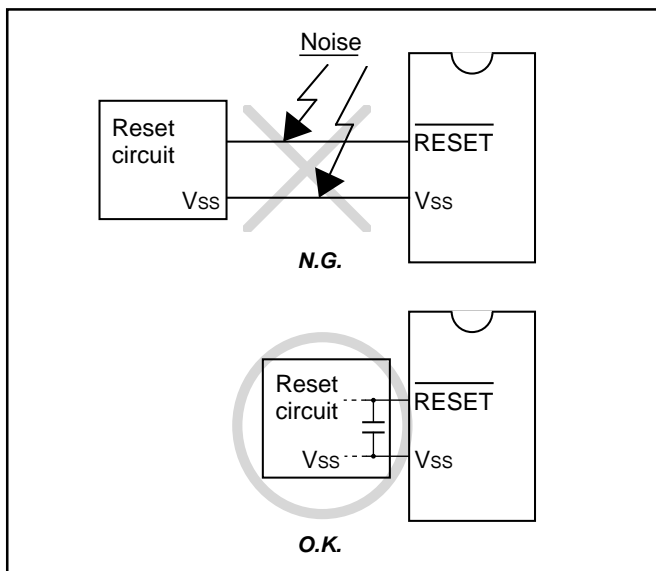 Noise
Reset
circuit
RESET
Vss
Vss
N.G.
Reset
circuit
RESET
Vss
Vss
O.K.